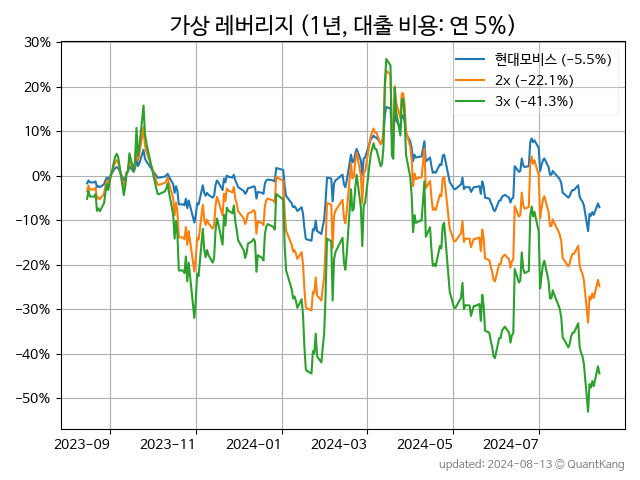 가상 레버리지 (1년, 대출 비용: 연 5%)
30%
20%
10%
0%
−10%
−20%
−30%
−40%
−50%
현대모비스 (−5.5%)
2x (−22.1%)
3x (−41.3%)
2023-09 2023-11 2024-01 2024-03 2024-05 2024-07
updated: 2024-08-13 © QuantKang